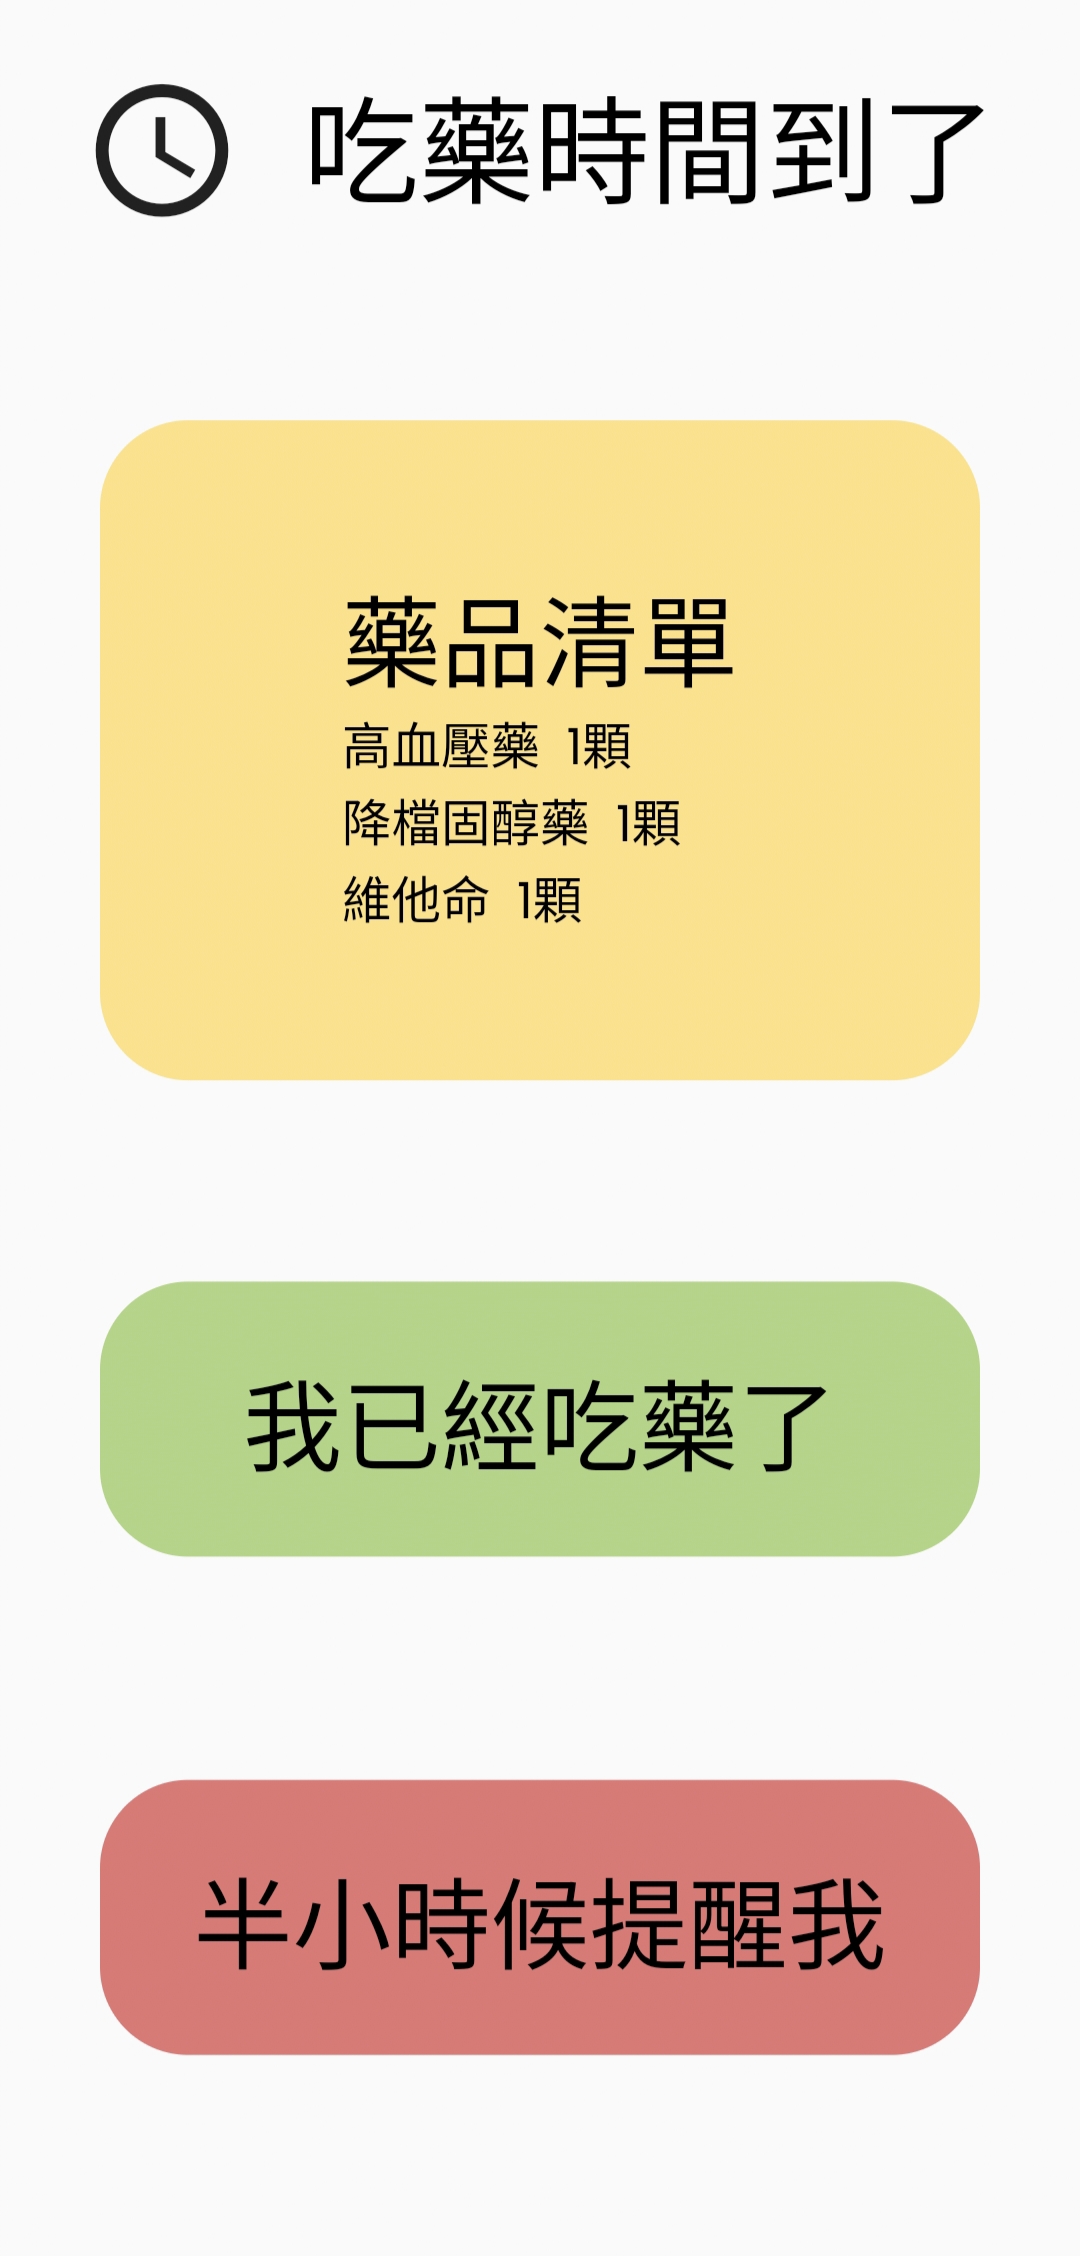 吃藥時間到了
藥品清單
高血壓藥 1顆
降檔固醇藥 1顆
維他命 1顆
我已經吃藥了
半小時候提醒我